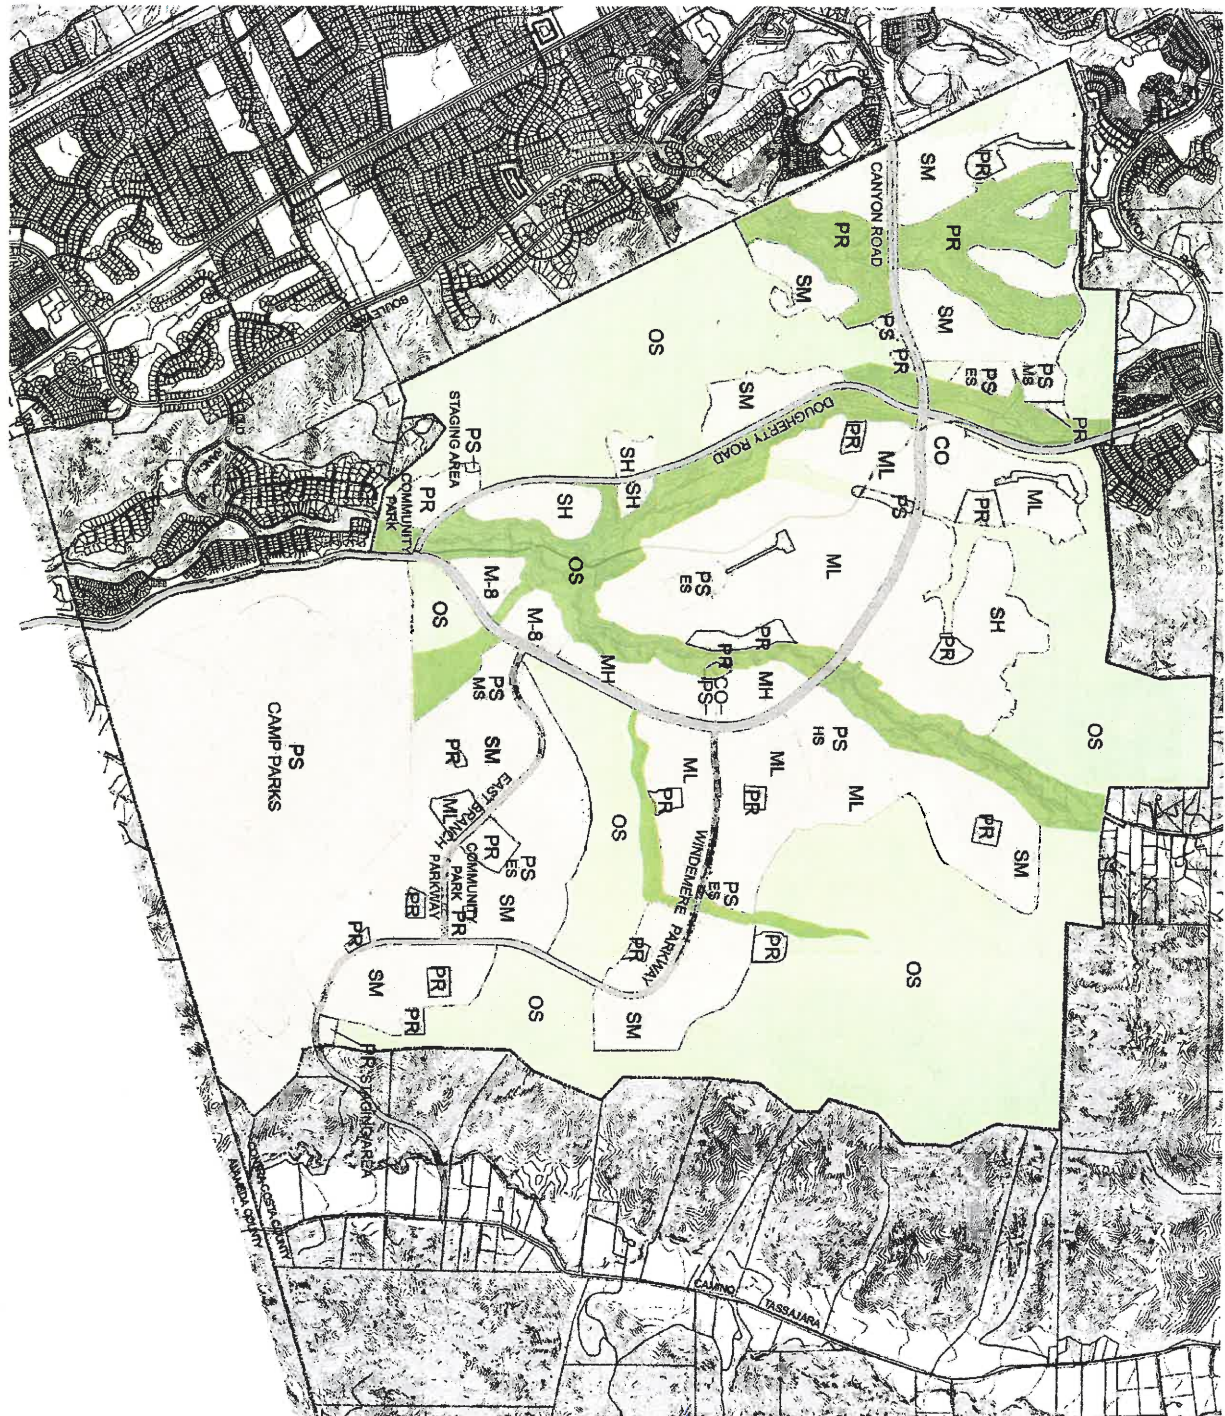 SM
PR
CANYON ROAD
PR
PR
SM
SM
PS
PR
OS
PS
MS
PS
ES
SM
DOUGHERTY ROAD
PR
PR
CO
ML
PS
STAGING AREA
SH
SH
ML
PR
PS
PR
COMMUNITY
PARK
SH
ML
OS
PS
ES
M-8
SH
OS
M-8
PR
PR
PR
MH
CO
PS
MH
PS
MS
OS
PS
HS
PS
CAMP PARKS
SM
PR
ML
ML
ML
EAST BRANCH
PARKWAY
PR
PR
ML
OS
PR
SM
PR
PS
ES
COMMUNITY
PARK
PR
SM
WINDEMERE PARKWAY
PS
ES
PR
PR
PR
PR
SM
PR
OS
OS
PR
SM
PR STAGING AREA
CONTRA COSTA COUNTY
ALAMEDA COUNTY
CAMINO
TASSAJARA